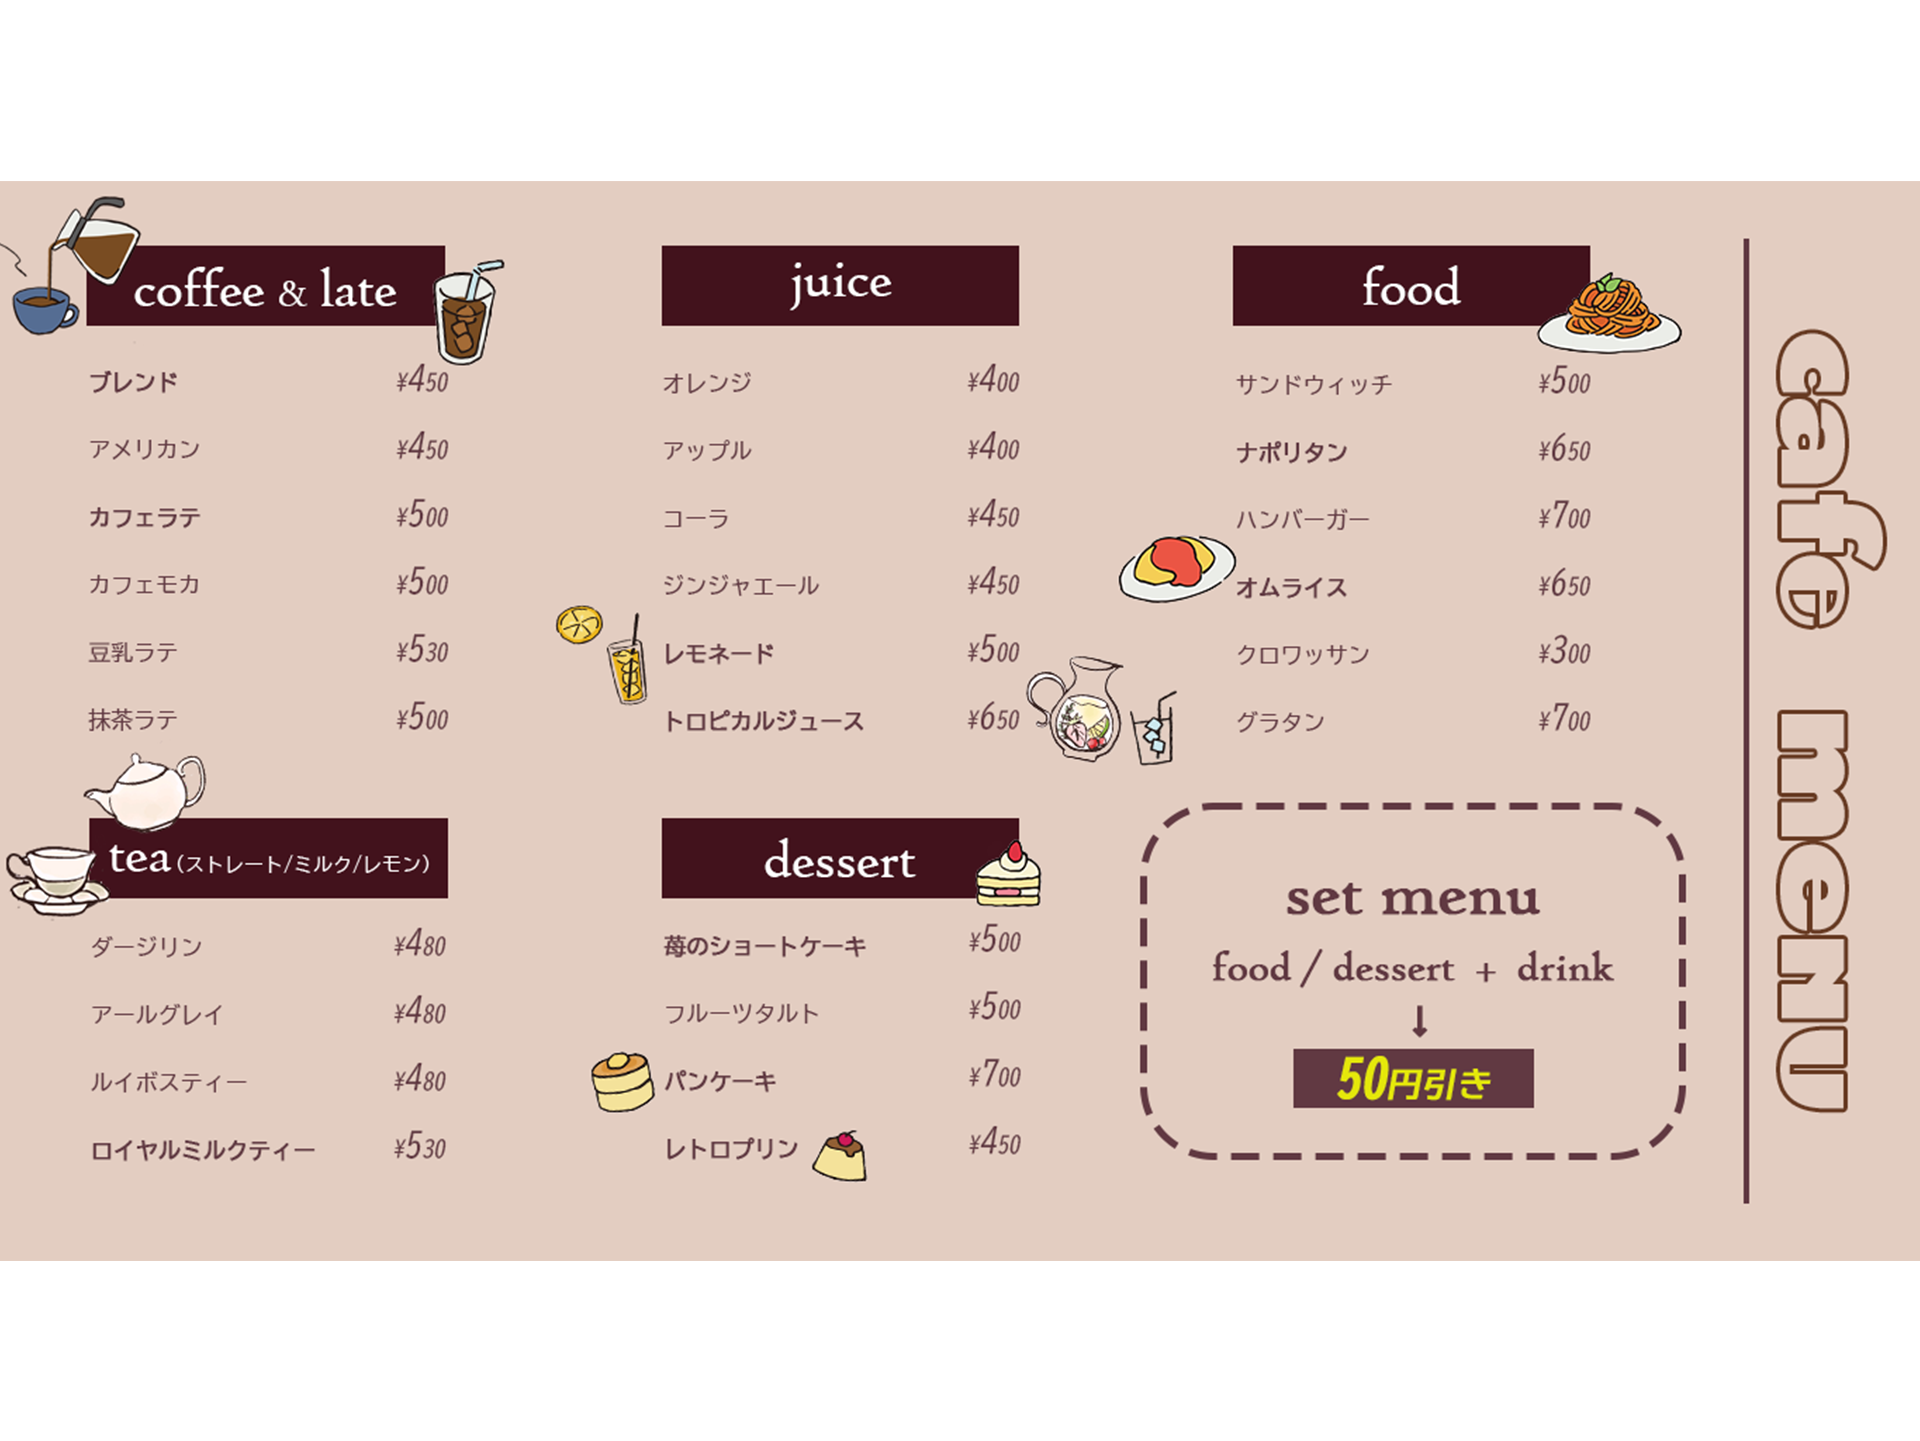 coffee & late
ブレンド ¥450
アメリカン ¥450
カフェラテ ¥500
カフェモカ ¥500
豆乳ラテ ¥530
抹茶ラテ ¥500
tea(ストレート/ミルク/レモン)
ダージリン ¥480
アールグレイ ¥480
ルイボスティー ¥480
ロイヤルミルクティー ¥530
juice
オレンジ ¥400
アップル ¥400
コーラ ¥450
ジンジャエール ¥450
レモネード ¥500
トロピカルジュース ¥650
dessert
苺のショートケーキ ¥500
フルーツタルト ¥500
パンケーキ ¥700
レトロプリン ¥450
food
サンドウィッチ ¥500
ナポリタン ¥650
ハンバーガー ¥700
オムライス ¥650
クロワッサン ¥300
グラタン ¥700
set menu
food / dessert + drink
↓
50円引き
cafe menu